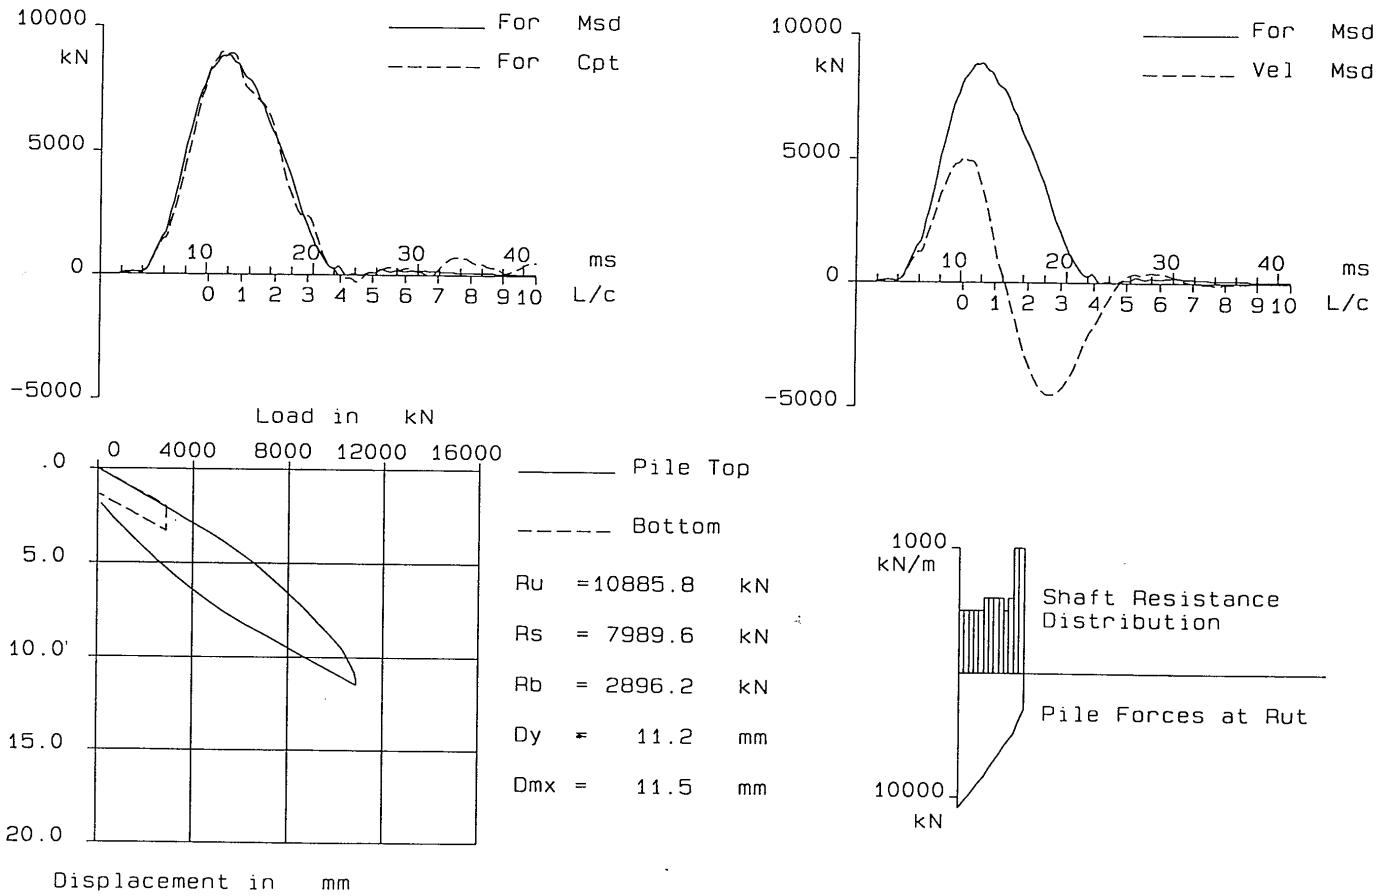 10000
kN
5000
0
-5000
For Msd
For Cpt
10 20 30 40 ms
0 1 2 3 4 5 6 7 8 9 10 L/c
10000
kN
5000
0
-5000
For Msd
Vel Msd
10 20 30 40 ms
0 1 2 3 4 5 6 7 8 9 10 L/c
Load in kN
0 4000 8000 12000 16000
.0
5.0
10.0
15.0
20.0
Displacement in mm
Pile Top
Bottom
Ru =10885.8 kN
Rs = 7989.6 kN
Rb = 2896.2 kN
Dy = 11.2 mm
Dmx = 11.5 mm
1000
kN/m
Shaft Resistance
Distribution
Pile Forces at Rut
10000
kN